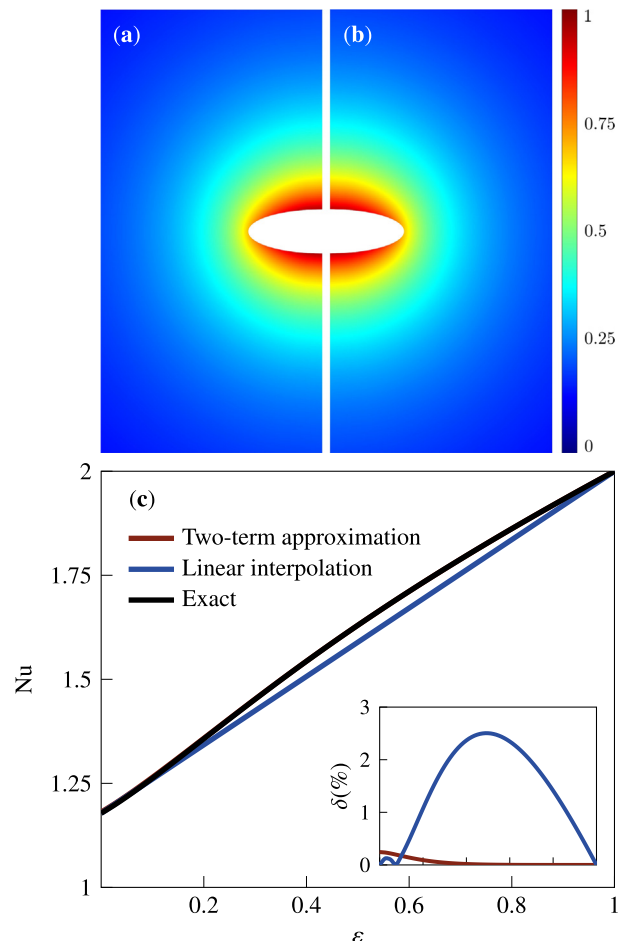 (a)
(b)
1
0.75
0.5
0.25
0
2
1.75
1.5
1.25
1
Nu
(c)
Two-term approximation
Linear interpolation
Exact
3
2
1
0
δ(%)
0.2
0.4
0.6
0.8
1
ε